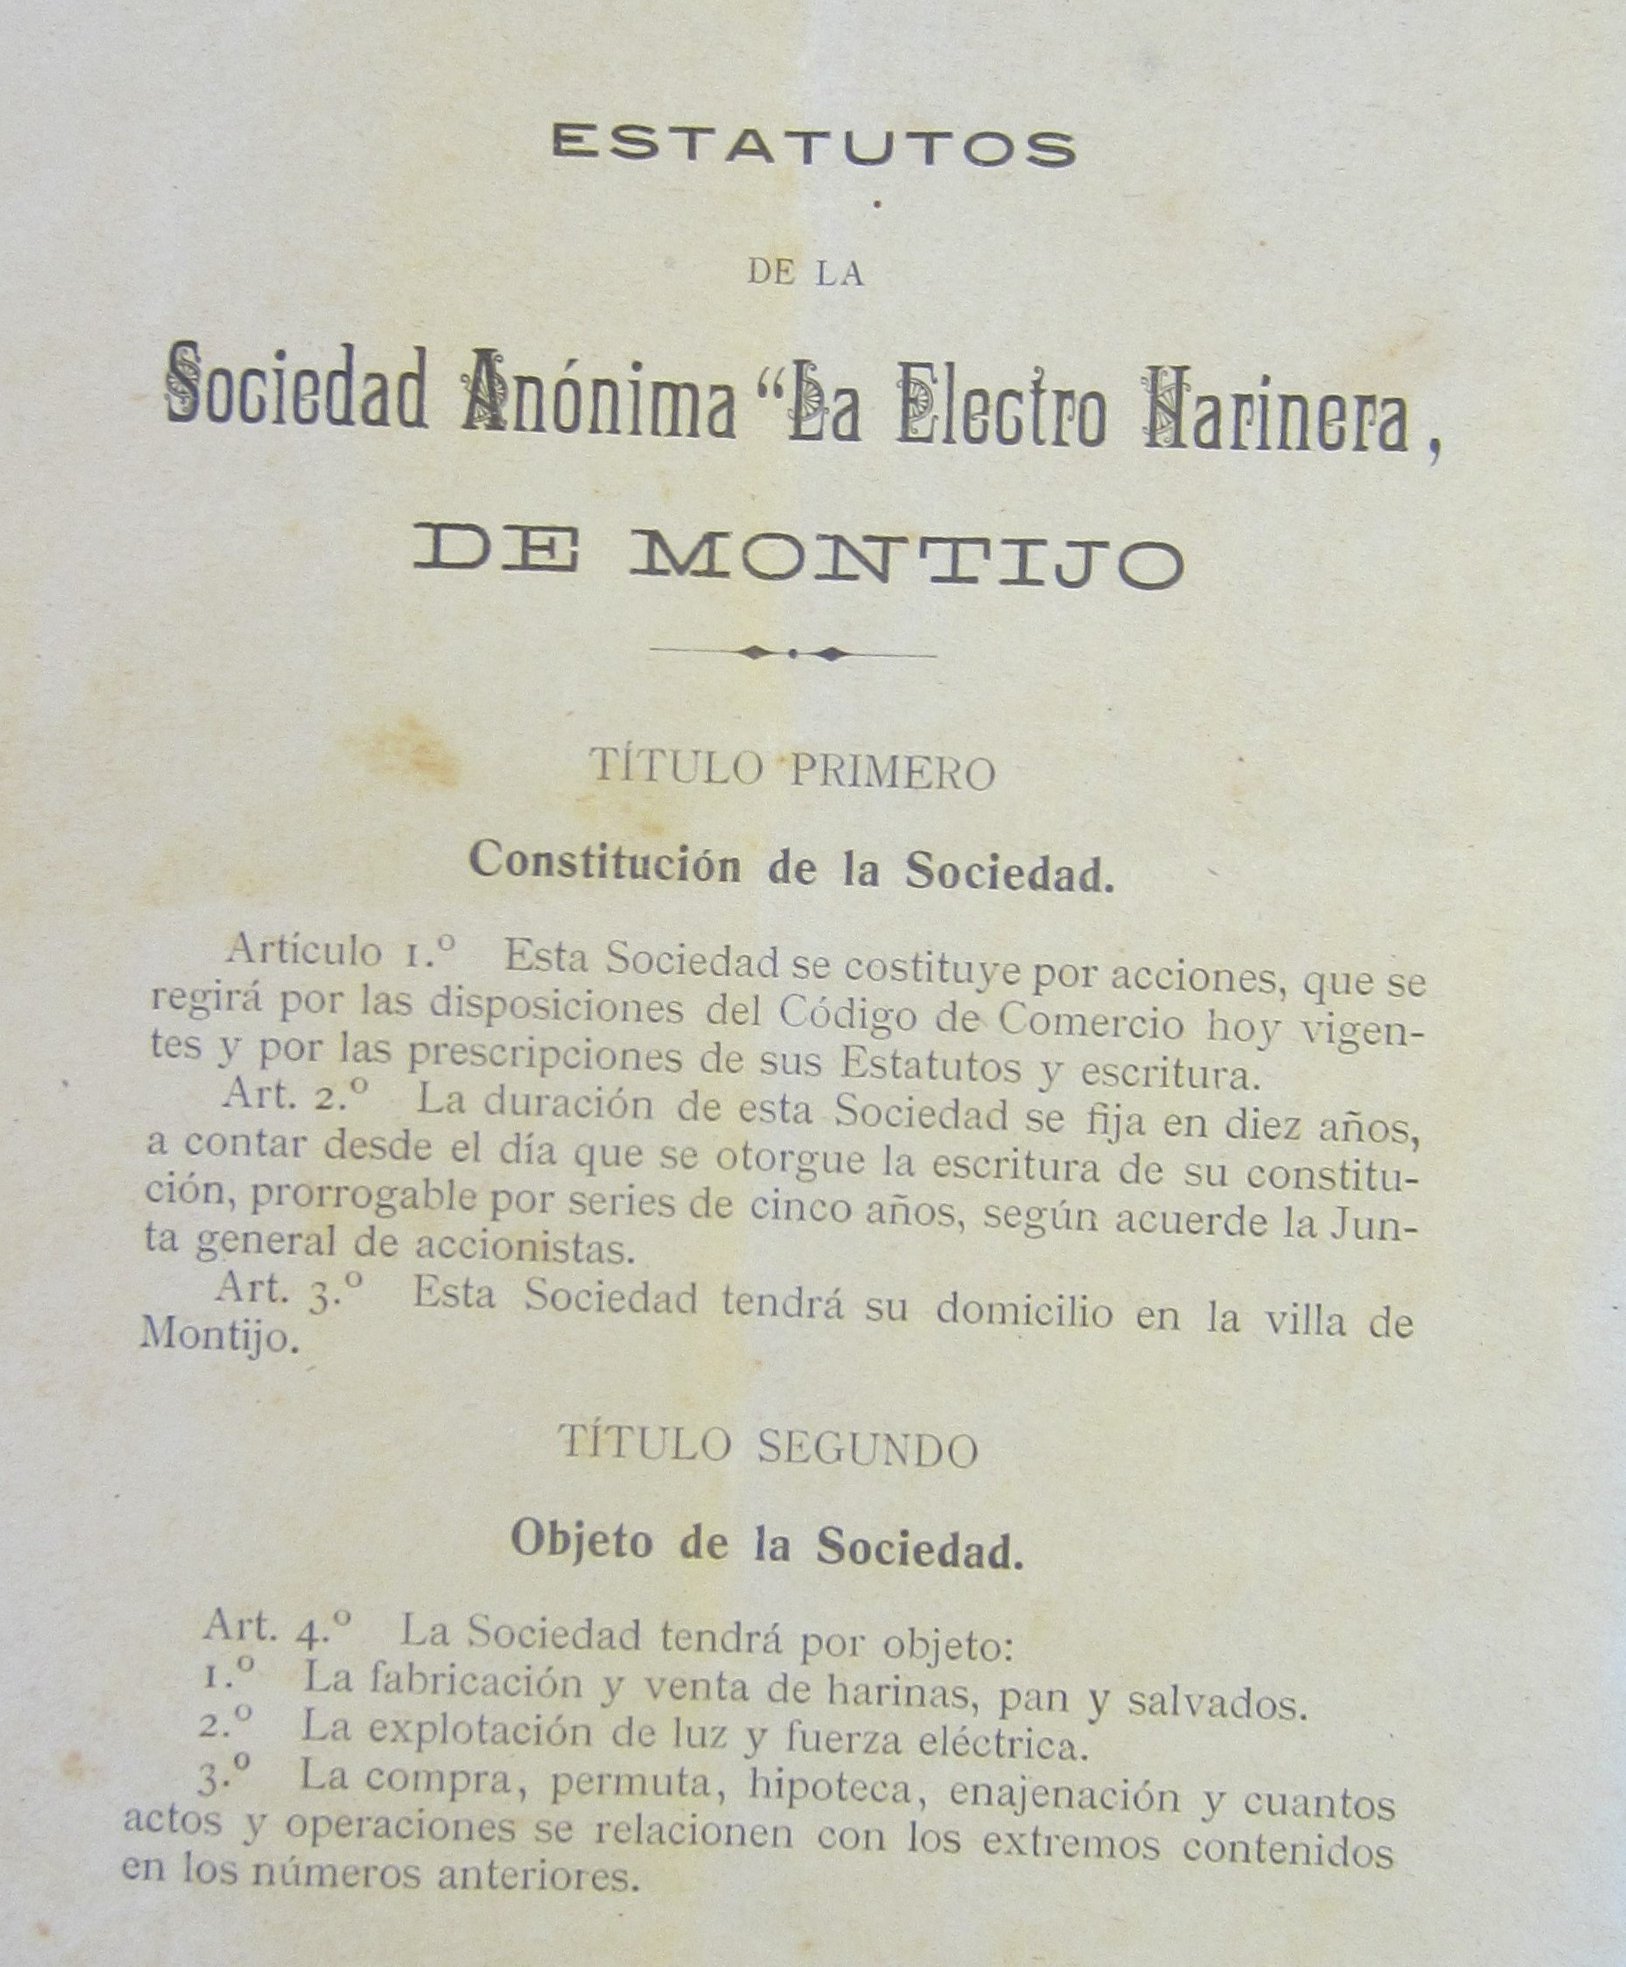 ESTATUTOS
DE LA
Sociedad Anónima “La Electro Harinera,
DE MONTIJO
TÍTULO PRIMERO
Constitución de la Sociedad.
Artículo 1.º Esta Sociedad se costituye por acciones, que se
regirá por las disposiciones del Código de Comercio hoy vigen-
tes y por las prescripciones de sus Estatutos y escritura.
Art. 2.º La duración de esta Sociedad se fija en diez años,
a contar desde el día que se otorgue la escritura de su constitu-
ción, prorrogable por series de cinco años, según acuerde la Jun-
ta general de accionistas.
Art. 3.º Esta Sociedad tendrá su domicilio en la villa de
Montijo.
TÍTULO SEGUNDO
Objeto de la Sociedad.
Art. 4.º La Sociedad tendrá por objeto:
1.º La fabricación y venta de harinas, pan y salvados.
2.º La explotación de luz y fuerza eléctrica.
3.º La compra, permuta, hipoteca, enajenación y cuantos
actos y operaciones se relacionen con los extremos contenidos
en los números anteriores.